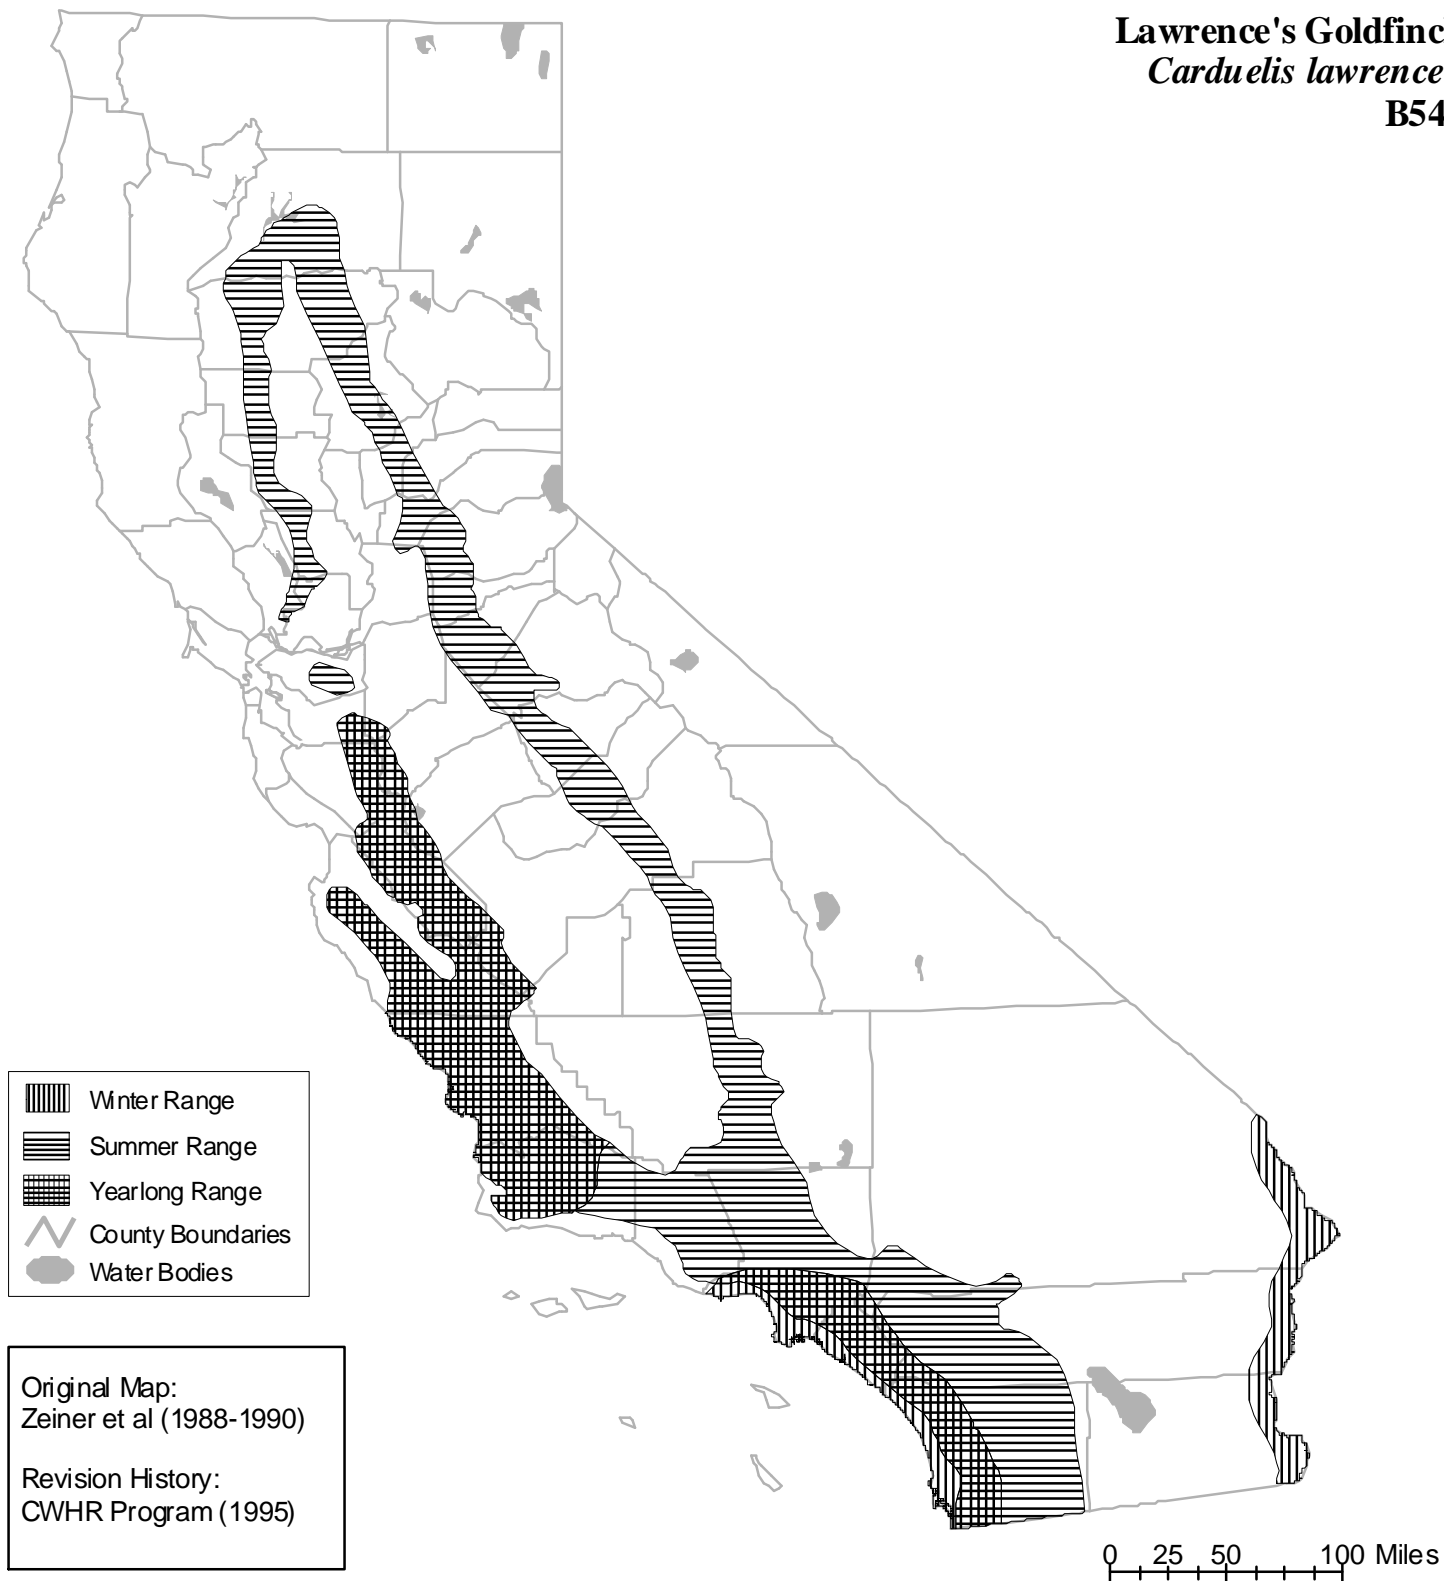 Lawrence's Goldfinc
Carduelis lawrence
B54
Winter Range
Summer Range
Yearlong Range
County Boundaries
Water Bodies
Original Map:
Zeiner et al (1988-1990)
Revision History:
CWHR Program (1995)
0 25 50 100 Miles